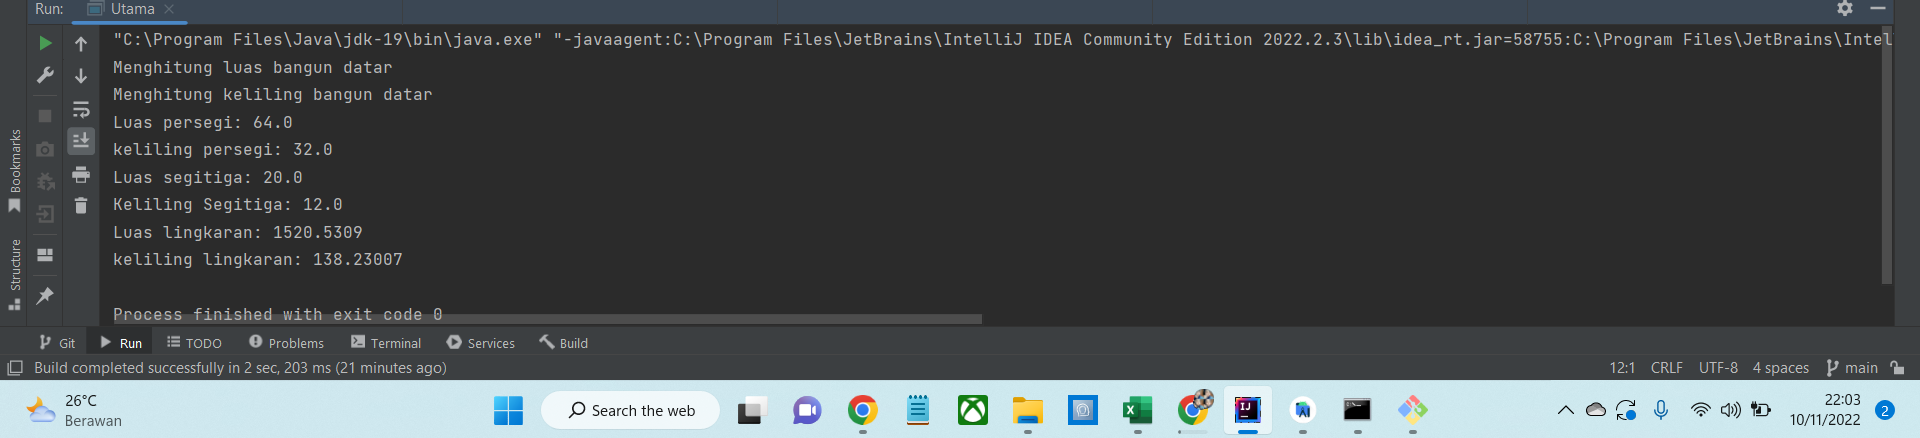 Run: Utama
"C:\Program Files\Java\jdk-19\bin\java.exe" "-javaagent:C:\Program Files\JetBrains\IntelliJ IDEA Community Edition 2022.2.3\lib\idea_rt.jar=58755:C:\Program Files\JetBrains\Intel
Menghitung luas bangun datar
Menghitung keliling bangun datar
Luas persegi: 64.0
keliling persegi: 32.0
Luas segitiga: 20.0
Keliling Segitiga: 12.0
Luas lingkaran: 1520.5309
keliling lingkaran: 138.23007
Process finished with exit code 0
Bookmarks
Structure
Git Run TODO Problems Terminal Services Build
Build completed successfully in 2 sec, 203 ms (21 minutes ago) 12:1 CRLF UTF-8 4 spaces main
26°C
Berawan
Search the web
22:03
10/11/2022
2